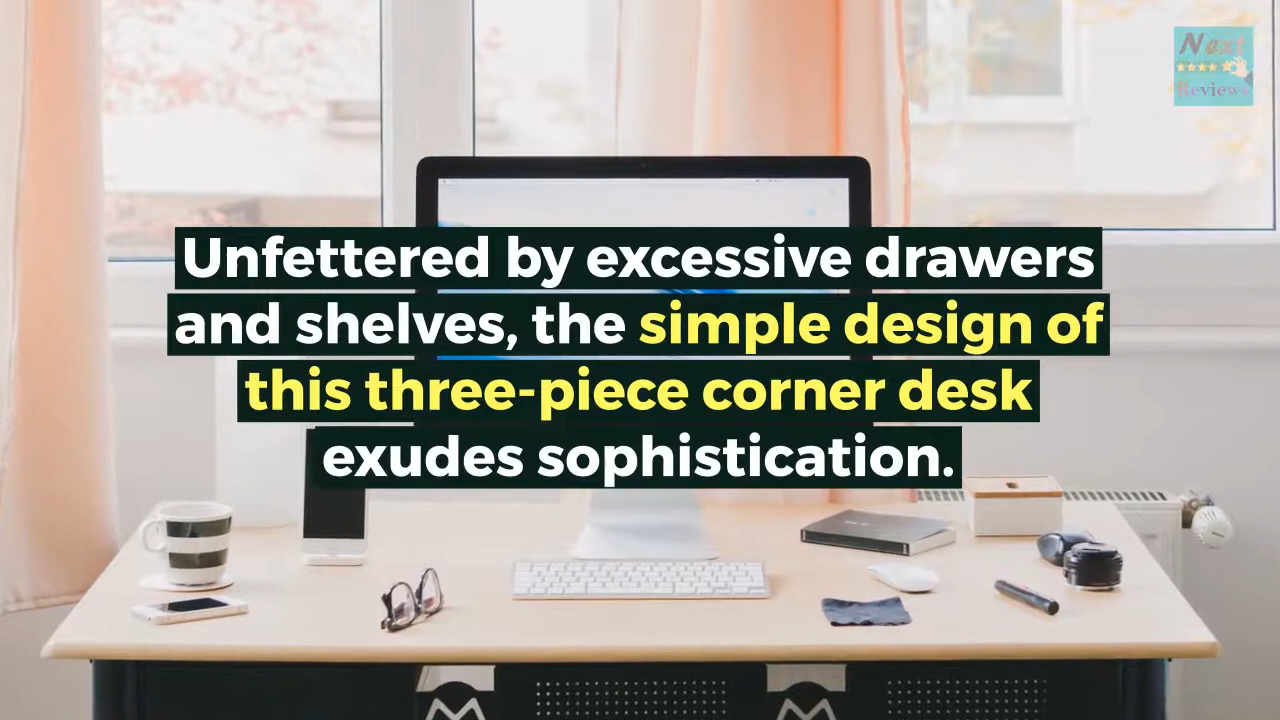 Next
Reviews
Unfettered by excessive drawers
and shelves, the simple design of
this three-piece corner desk
exudes sophistication.